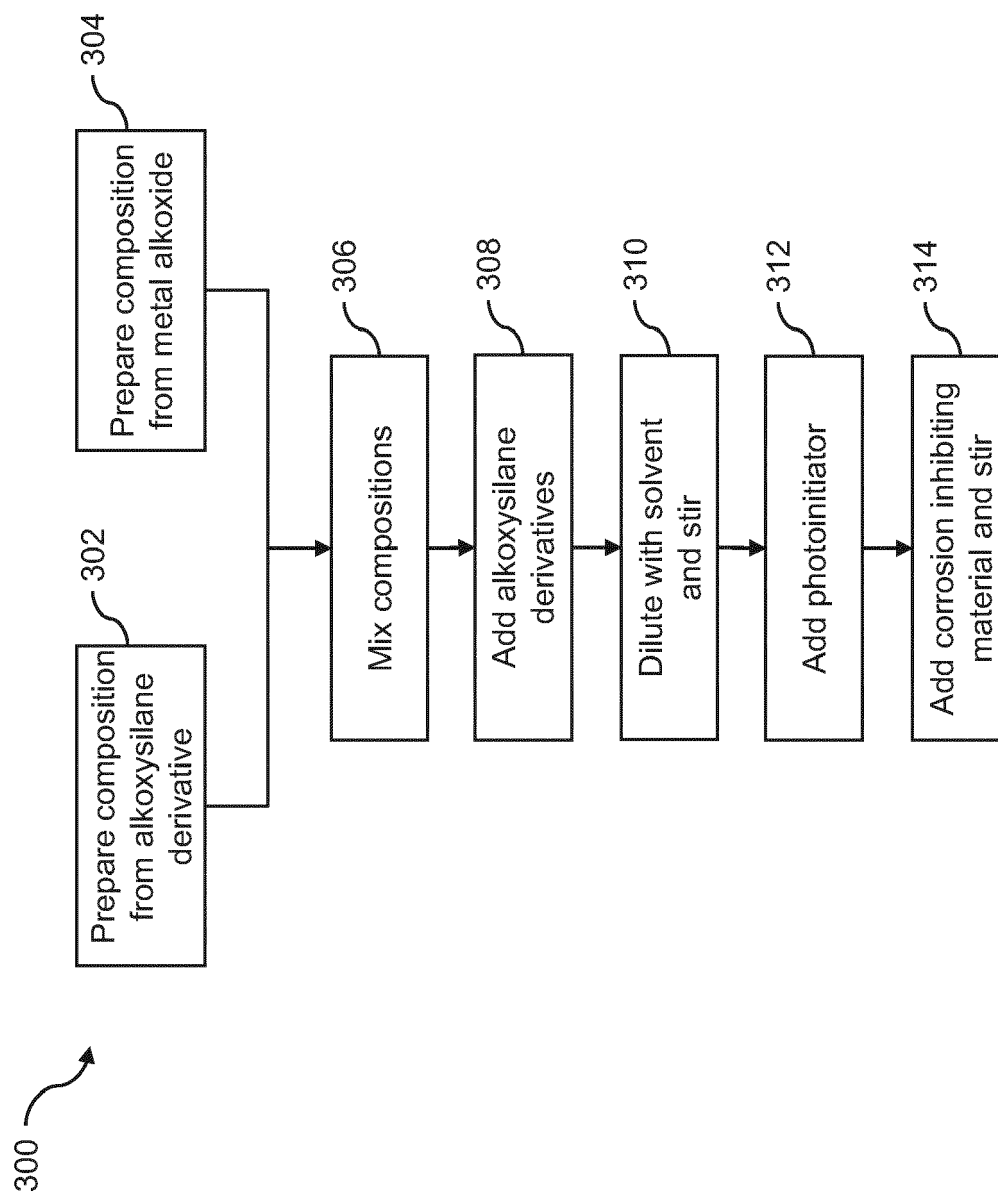 300
302
Prepare composition
from alkoxysilane
derivative
304
Prepare composition
from metal alkoxide
306
Mix compositions
308
Add alkoxysilane
derivatives
310
Dilute with solvent
and stir
312
Add photoinitiator
314
Add corrosion inhibiting
material and stir